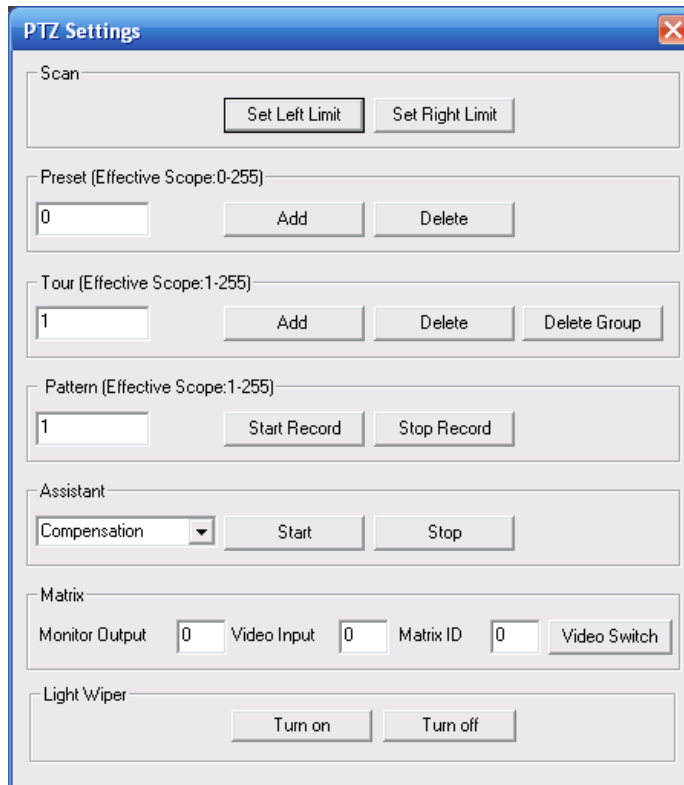 PTZ Settings
Scan
Set Left Limit Set Right Limit
Preset (Effective Scope:0-255)
0 Add Delete
Tour (Effective Scope:1-255)
1 Add Delete Delete Group
Pattern (Effective Scope:1-255)
1 Start Record Stop Record
Assistant
Compensation Start Stop
Matrix
Monitor Output 0 Video Input 0 Matrix ID 0 Video Switch
Light Wiper
Turn on Turn off